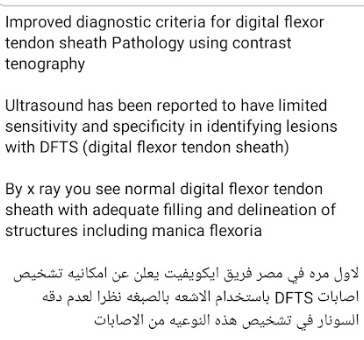 Improved diagnostic criteria for digital flexor
tendon sheath Pathology using contrast
tenography
Ultrasound has been reported to have limited
sensitivity and specificity in identifying lesions
with DFTS (digital flexor tendon sheath)
By x ray you see normal digital flexor tendon
sheath with adequate filling and delineation of
structures including manica flexoria
لاول مره في مصر فريق ايكويفيت يعلن عن امكانيه تشخيص
اصابات DFTS باستخدام الاشعه بالصبغه نظرا لعدم دقه
السونار في تشخيص هذه النوعيه من الاصابات